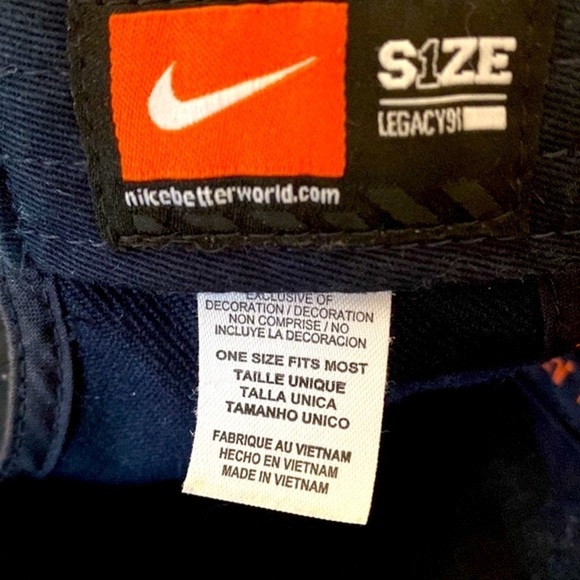 S1ZE
LEGACY91
nikebetterworld.com
EXCLUSIVE OF
DECORATION / DECORATION
NON COMPRISE / NO
INCLUYE LA DECORACION
ONE SIZE FITS MOST
TAILLE UNIQUE
TALLA UNICA
TAMANHO UNICO
FABRIQUE AU VIETNAM
HECHO EN VIETNAM
MADE IN VIETNAM